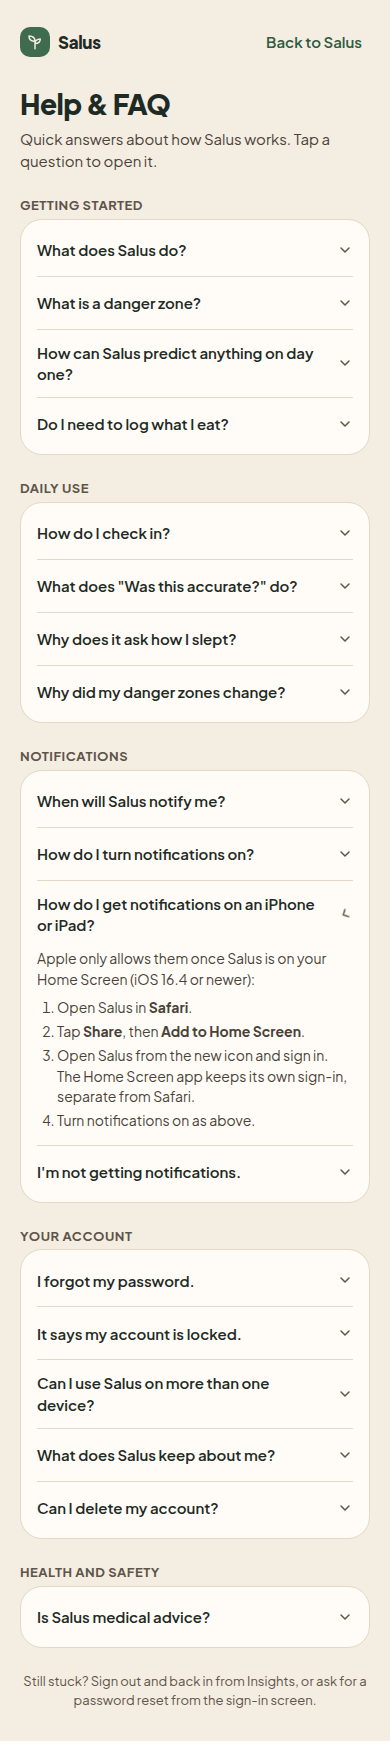 Salus
Back to Salus
Help & FAQ
Quick answers about how Salus works. Tap a
question to open it.
GETTING STARTED
What does Salus do?
What is a danger zone?
How can Salus predict anything on day
one?
Do I need to log what I eat?
DAILY USE
How do I check in?
What does "Was this accurate?" do?
Why does it ask how I slept?
Why did my danger zones change?
NOTIFICATIONS
When will Salus notify me?
How do I turn notifications on?
How do I get notifications on an iPhone
or iPad?
Apple only allows them once Salus is on your
Home Screen (iOS 16.4 or newer):
1. Open Salus in Safari.
2. Tap Share, then Add to Home Screen.
3. Open Salus from the new icon and sign in.
The Home Screen app keeps its own sign-in,
separate from Safari.
4. Turn notifications on as above.
I'm not getting notifications.
YOUR ACCOUNT
I forgot my password.
It says my account is locked.
Can I use Salus on more than one
device?
What does Salus keep about me?
Can I delete my account?
HEALTH AND SAFETY
Is Salus medical advice?
Still stuck? Sign out and back in from Insights, or ask for a
password reset from the sign-in screen.